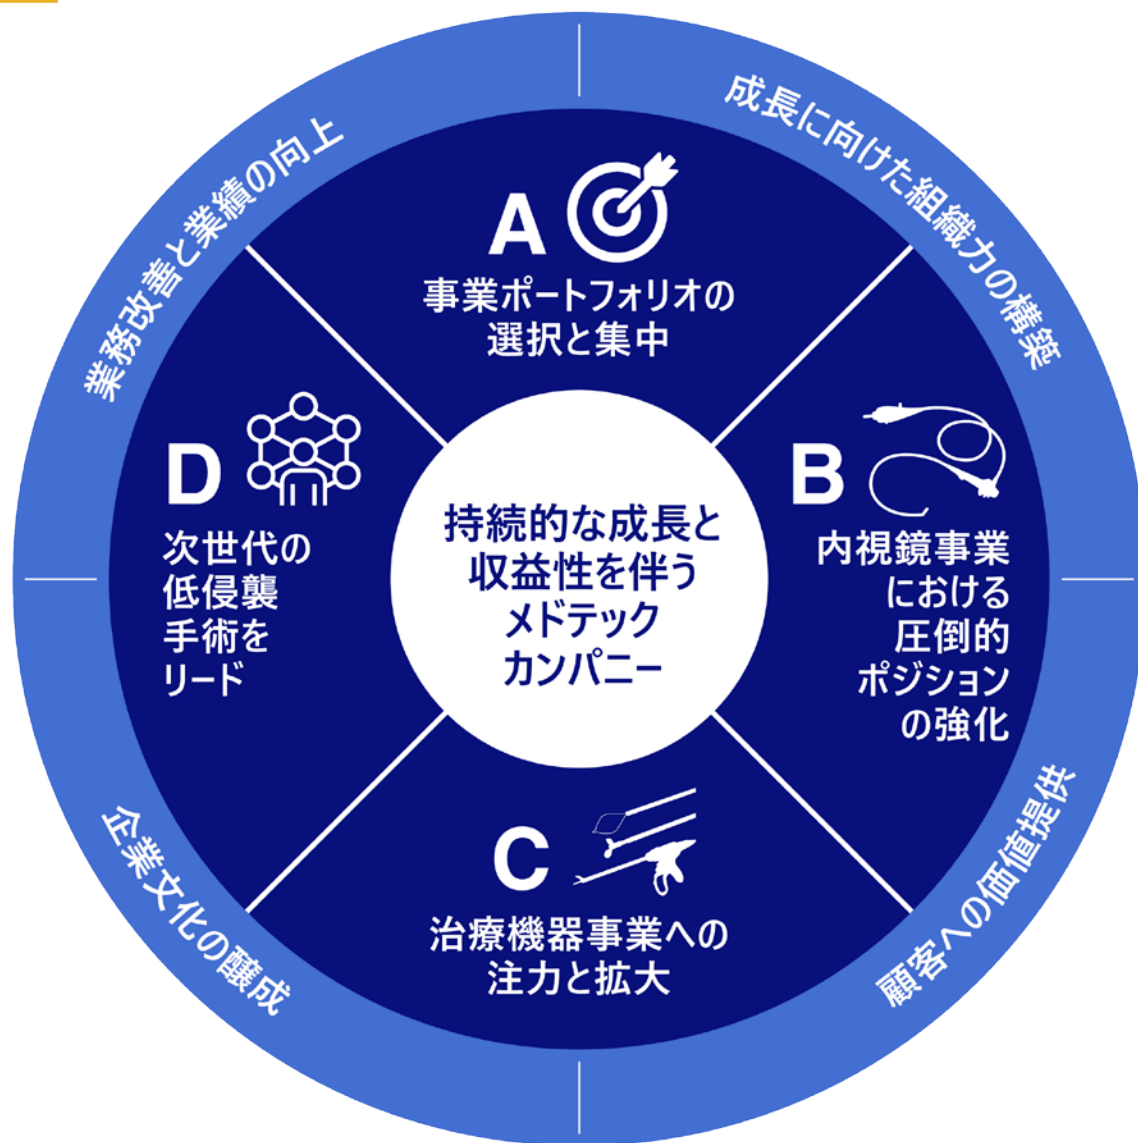 業務改善と業績の向上
成長に向けた組織力の構築
A
事業ポートフォリオの
選択と集中
D
次世代の
低侵襲
手術を
リード
持続的な成長と
収益性を伴う
メドテック
カンパニー
B
内視鏡事業
における
圧倒的
ポジション
の強化
C
治療機器事業への
注力と拡大
企業文化の醸成
顧客への価値提供